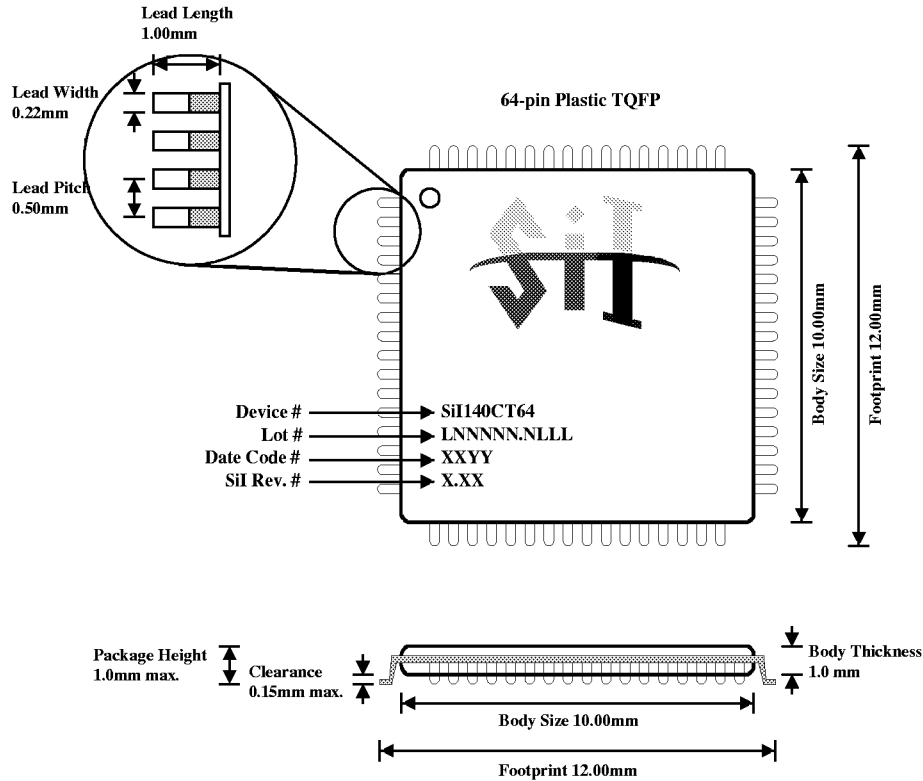 Lead Length
1.00mm
Lead Width
0.22mm
Lead Pitch
0.50mm
64-pin Plastic TQFP
SiI
Body Size 10.00mm
Footprint 12.00mm
Device #
SiI140CT64
Lot #
LNNNNN.NLLL
Date Code #
XXYY
SiI Rev. #
X.XX
Package Height
1.0mm max.
Clearance
0.15mm max.
Body Thickness
1.0 mm
Body Size 10.00mm
Footprint 12.00mm